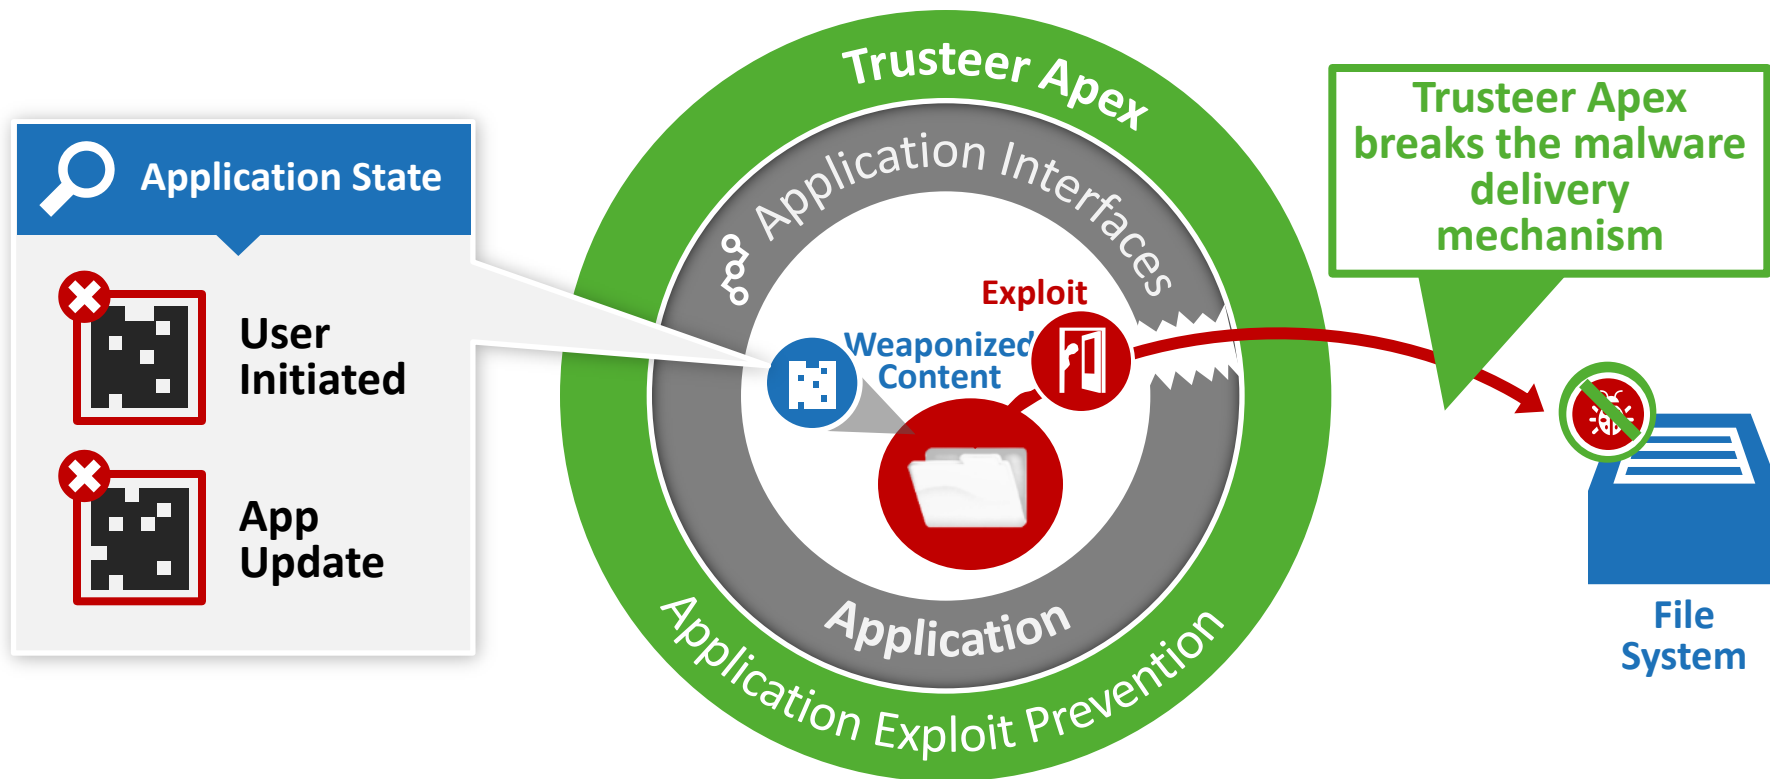 Trusteer Apex
Application Interfaces
Application State
User
Initiated
App
Update
Exploit
Weaponized
Content
Application
Application Exploit Prevention
Trusteer Apex
breaks the malware
delivery
mechanism
File
System